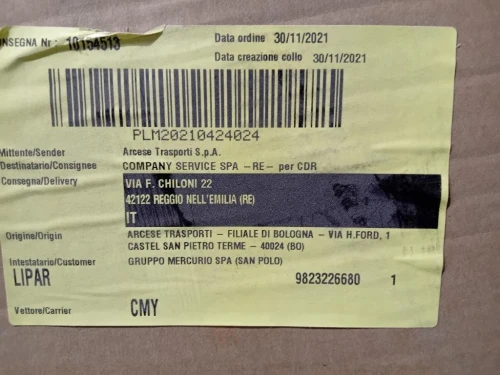 ONSEGNA Nr : 10154513 Data ordine 30/11/2021
Data creazione collo 30/11/2021
PLM20210424024
Mittente/Sender Arcese Trasporti S.p.A.
Destinatario/Consignee COMPANY SERVICE SPA -RE- per CDR
Consegna/Delivery VIA F. CHILONI 22
42122 REGGIO NELL'EMILIA (RE)
IT
Origine/Origin ARCESE TRASPORTI - FILIALE DI BOLOGNA - VIA H.FORD, 1
CASTEL SAN PIETRO TERME - 40024 (BO)
Intestatario/Customer GRUPPO MERCURIO SPA (SAN POLO)
LIPAR 9823226680 1
Vettore/Carrier CMY